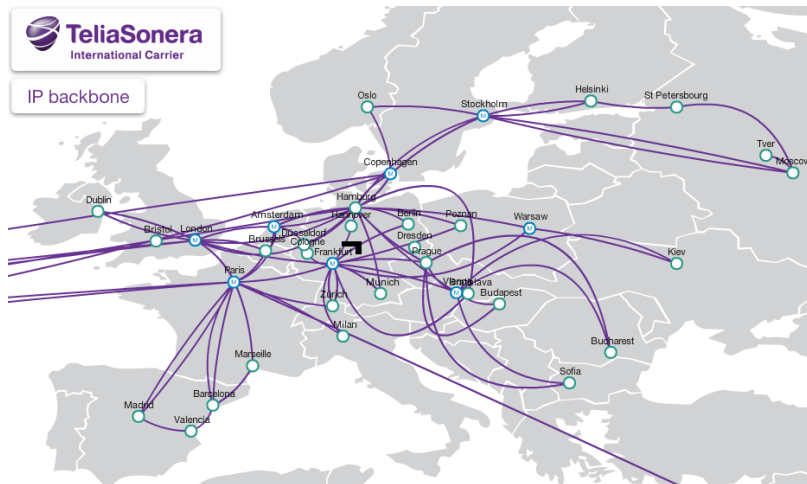 TeliaSonera
International Carrier
IP backbone
Oslo
Stockholm
Helsinki
St Petersbourg
Tver
Moscow
Copenhagen
Dublin
Hamburg
Bristol
London
Amsterdam
Hannover
Berlin
Poznan
Warsaw
Düsseldorf
Cologne
Dresden
Brussels
Frankfurt
Prague
Kiev
Paris
Zürich
Munich
Vienna
Bratislava
Budapest
Milan
Bucharest
Marseille
Sofia
Madrid
Barcelona
Valencia